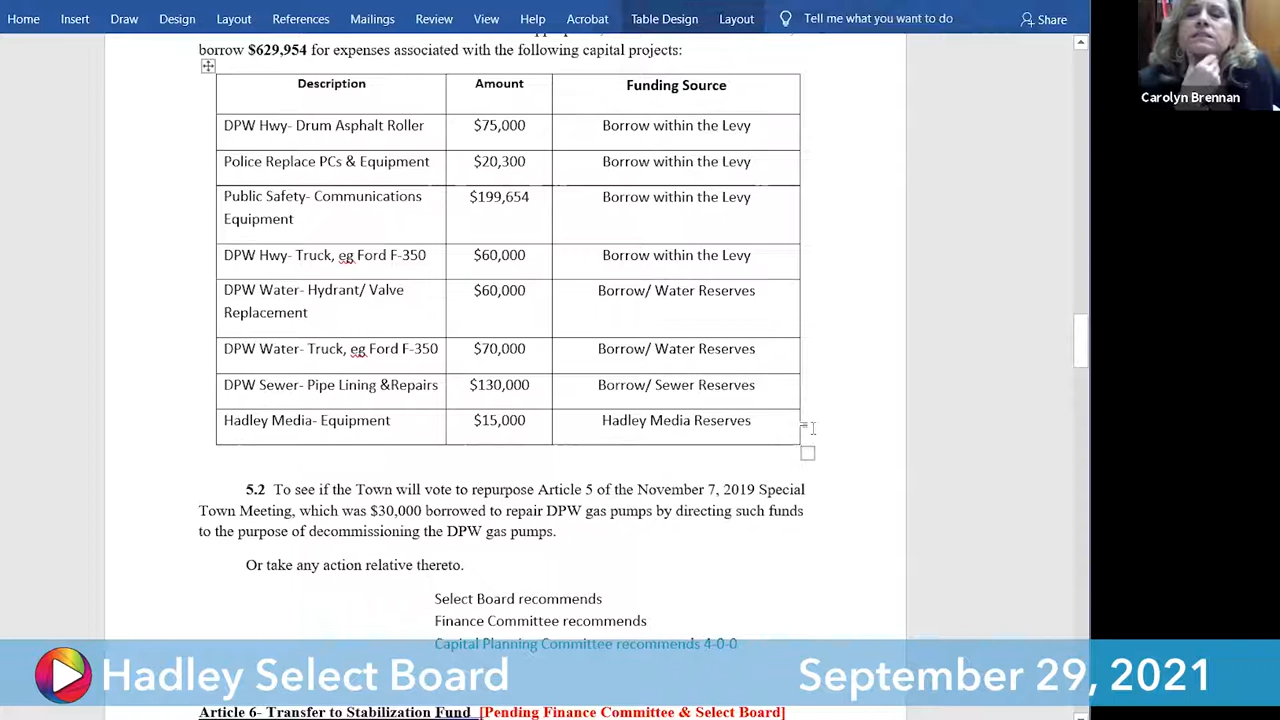 Home Insert Draw Design Layout References Mailings Review View Help Acrobat Table Design Layout Tell me what you want to do Share
borrow $629,954 for expenses associated with the following capital projects:
Description Amount Funding Source
DPW Hwy- Drum Asphalt Roller $75,000 Borrow within the Levy
Police Replace PCs & Equipment $20,300 Borrow within the Levy
Public Safety- Communications $199,654 Borrow within the Levy
Equipment
DPW Hwy- Truck, eg Ford F-350 $60,000 Borrow within the Levy
DPW Water- Hydrant/ Valve $60,000 Borrow/ Water Reserves
Replacement
DPW Water- Truck, eg Ford F-350 $70,000 Borrow/ Water Reserves
DPW Sewer- Pipe Lining &Repairs $130,000 Borrow/ Sewer Reserves
Hadley Media- Equipment $15,000 Hadley Media Reserves
5.2 To see if the Town will vote to repurpose Article 5 of the November 7, 2019 Special
Town Meeting, which was $30,000 borrowed to repair DPW gas pumps by directing such funds
to the purpose of decommissioning the DPW gas pumps.
Or take any action relative thereto.
Select Board recommends
Finance Committee recommends
Capital Planning Committee recommends 4-0-0
Article 6- Transfer to Stabilization Fund [Pending Finance Committee & Select Board]
Carolyn Brennan
Hadley Select Board September 29, 2021